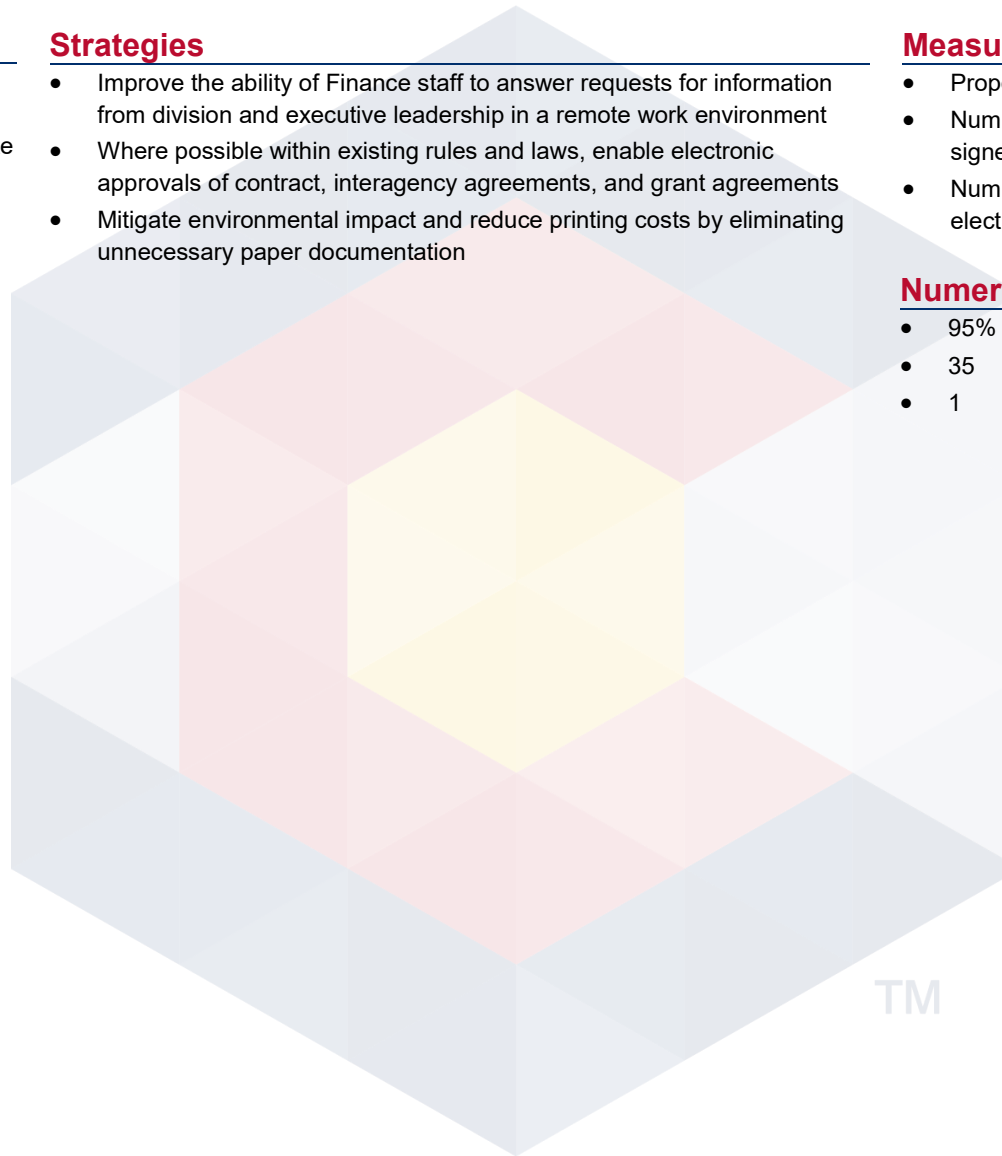 e
Strategies
• Improve the ability of Finance staff to answer requests for information
from division and executive leadership in a remote work environment
• Where possible within existing rules and laws, enable electronic
approvals of contract, interagency agreements, and grant agreements
• Mitigate environmental impact and reduce printing costs by eliminating
unnecessary paper documentation
Measu
• Prop
• Num
signe
• Num
elect
Numer
• 95%
• 35
• 1
TM